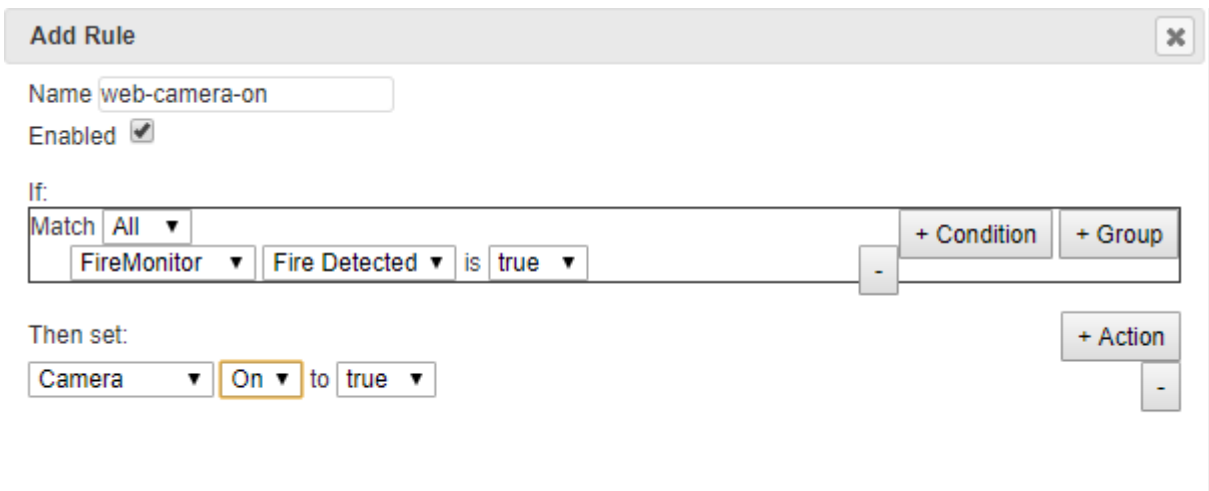 Add Rule
Name web-camera-on
Enabled
If:
Match All + Condition + Group
FireMonitor Fire Detected is true -
Then set: + Action
Camera On to true -